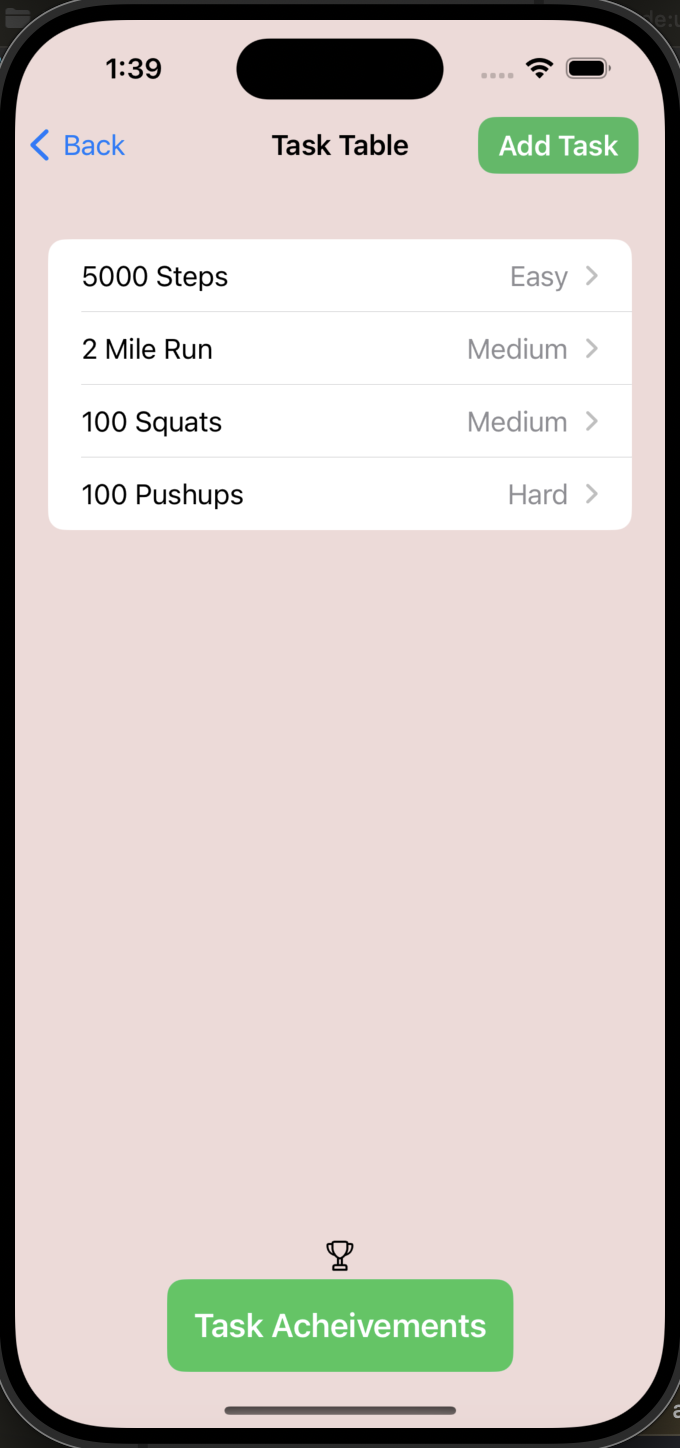 1:39
Back Task Table Add Task
5000 Steps Easy
2 Mile Run Medium
100 Squats Medium
100 Pushups Hard
Task Acheivements